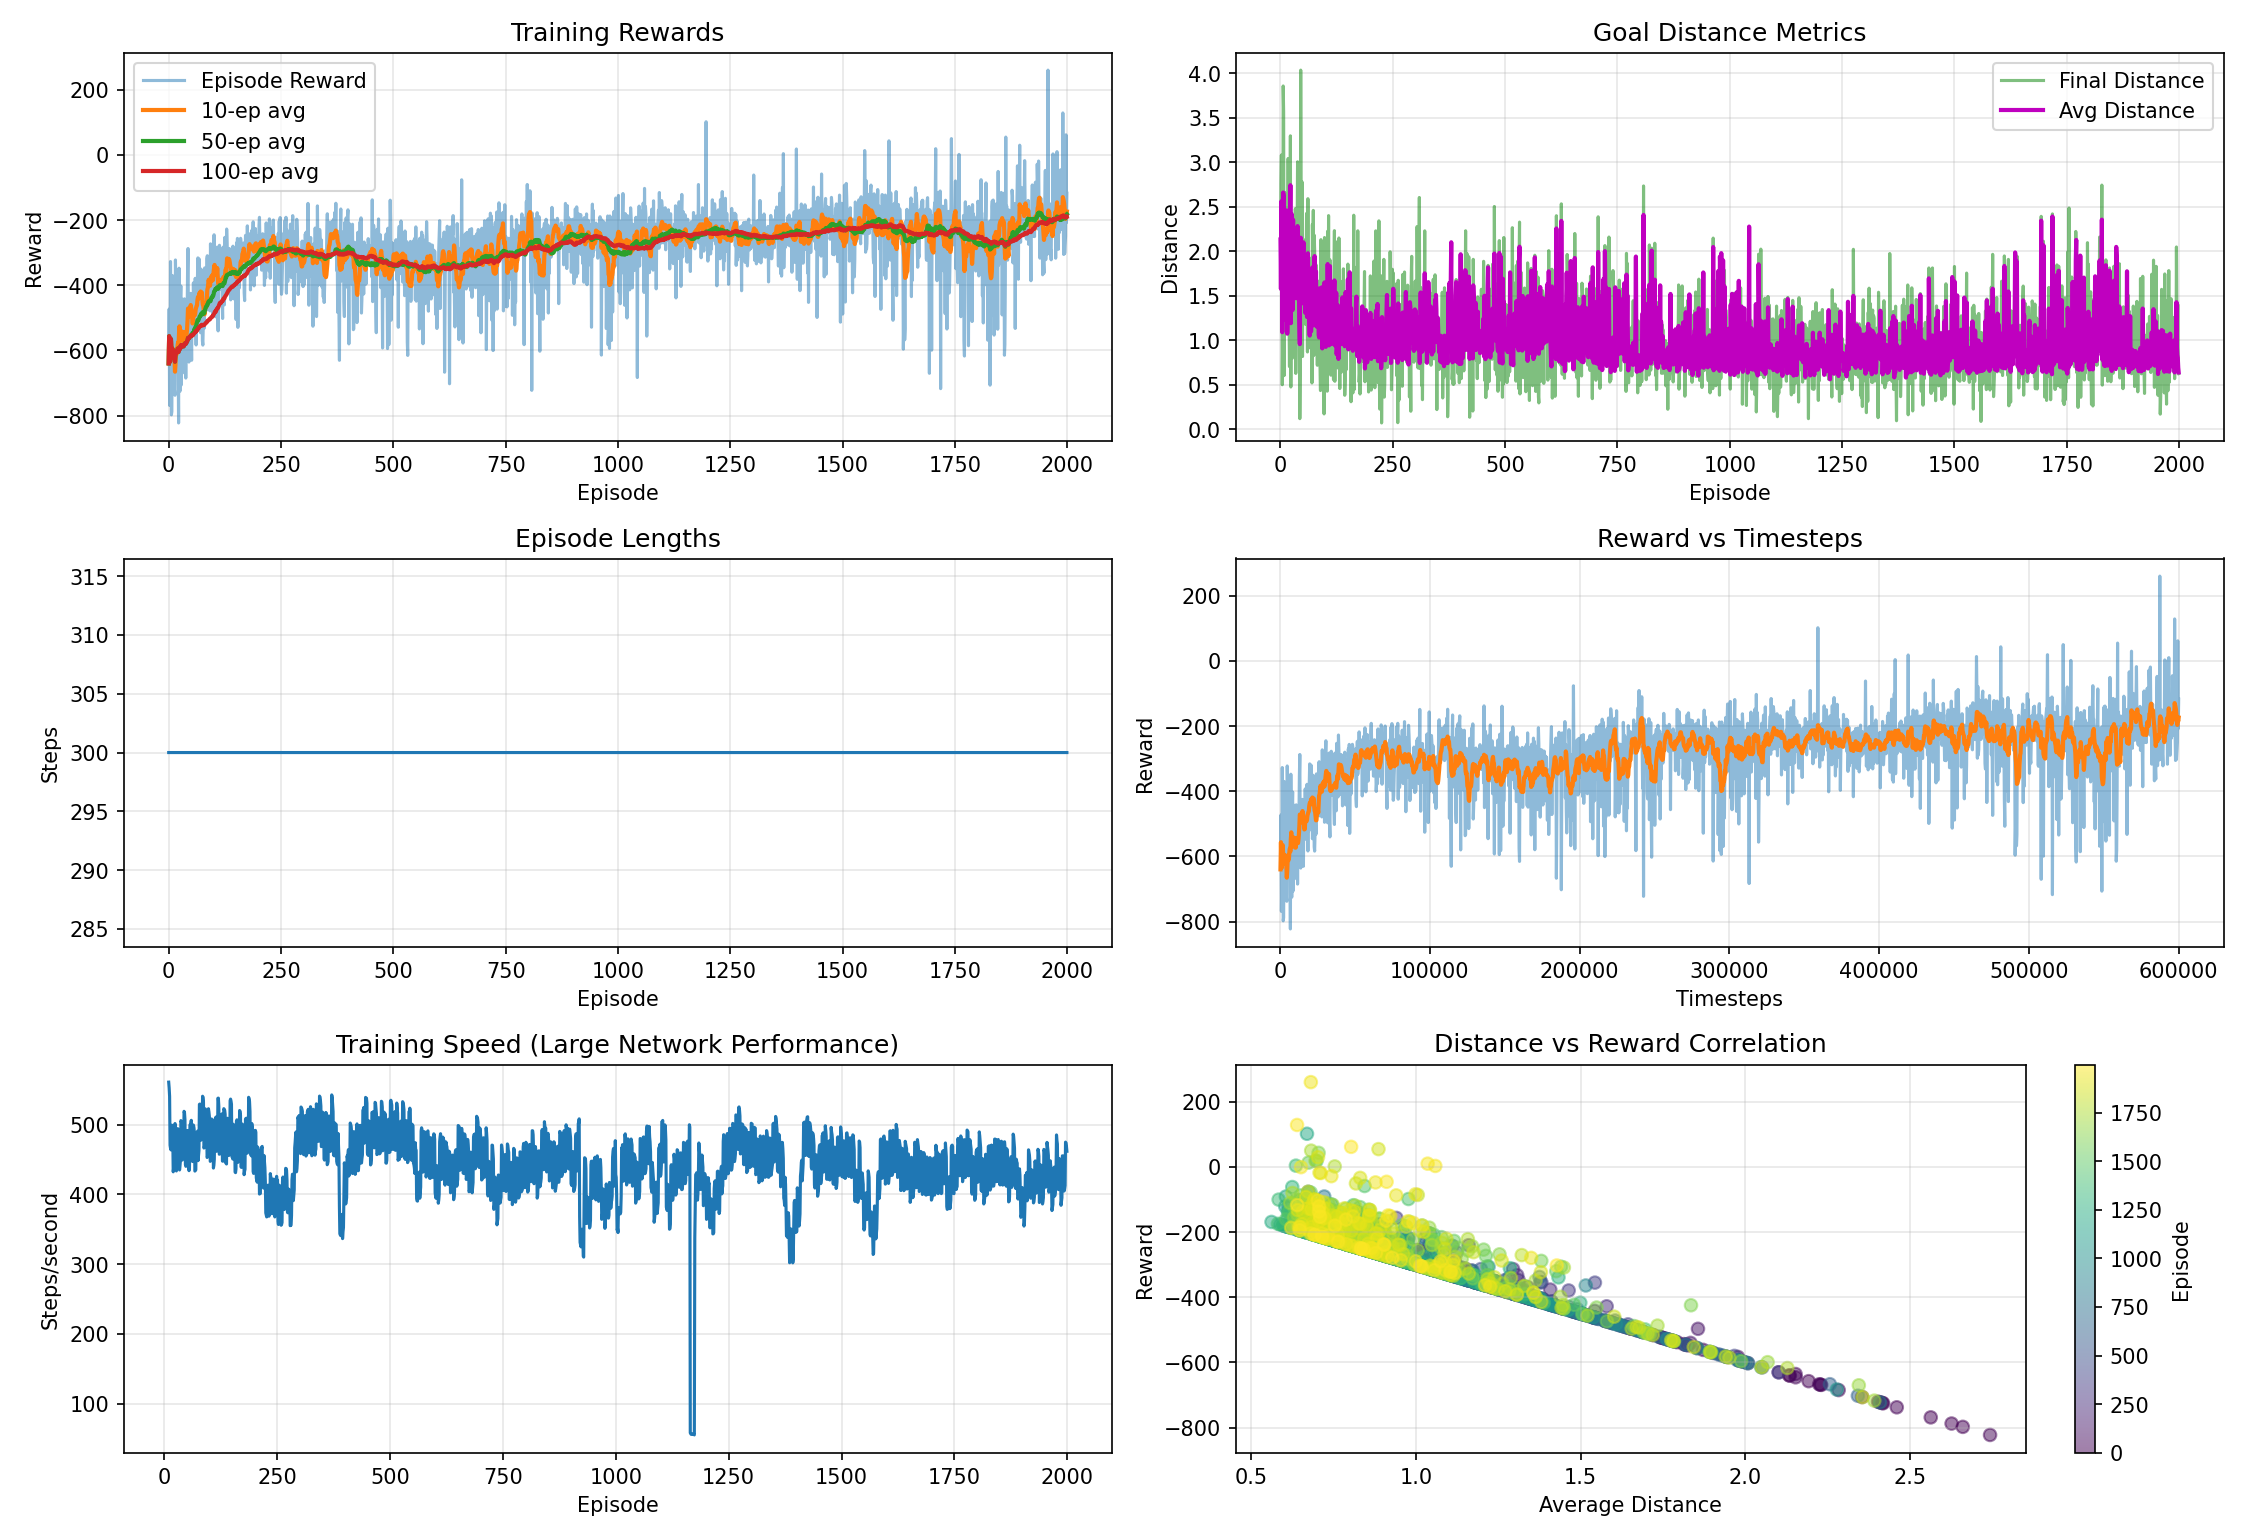 Training Rewards
Episode Reward
10-ep avg
50-ep avg
100-ep avg
200
0
−200
−400
−600
−800
Reward
0 250 500 750 1000 1250 1500 1750 2000
Episode
Goal Distance Metrics
Final Distance
Avg Distance
4.0
3.5
3.0
2.5
2.0
1.5
1.0
0.5
0.0
Distance
0 250 500 750 1000 1250 1500 1750 2000
Episode
Episode Lengths
315
310
305
300
295
290
285
Steps
0 250 500 750 1000 1250 1500 1750 2000
Episode
Reward vs Timesteps
200
0
−200
−400
−600
−800
Reward
0 100000 200000 300000 400000 500000 600000
Timesteps
Training Speed (Large Network Performance)
500
400
300
200
100
Steps/second
0 250 500 750 1000 1250 1500 1750 2000
Episode
Distance vs Reward Correlation
200
0
−200
−400
−600
−800
Reward
0.5 1.0 1.5 2.0 2.5
Average Distance
1750
1500
1250
1000
750
500
250
0
Episode